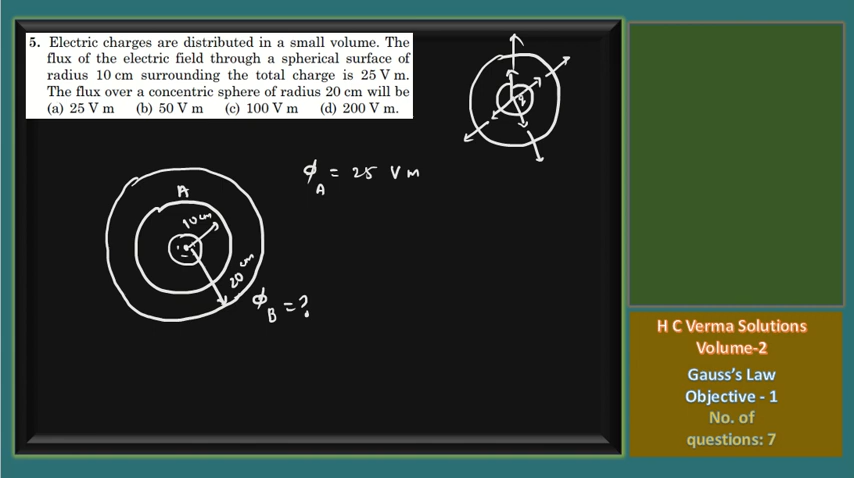 5. Electric charges are distributed in a small volume. The
flux of the electric field through a spherical surface of
radius 10 cm surrounding the total charge is 25 V m.
The flux over a concentric sphere of radius 20 cm will be
(a) 25 V m (b) 50 V m (c) 100 V m (d) 200 V m.
q
ϕ_A = 25 V m
A
10 cm
20 cm
ϕ_B = ?
H C Verma Solutions
Volume-2
Gauss's Law
Objective - 1
No. of
questions: 7